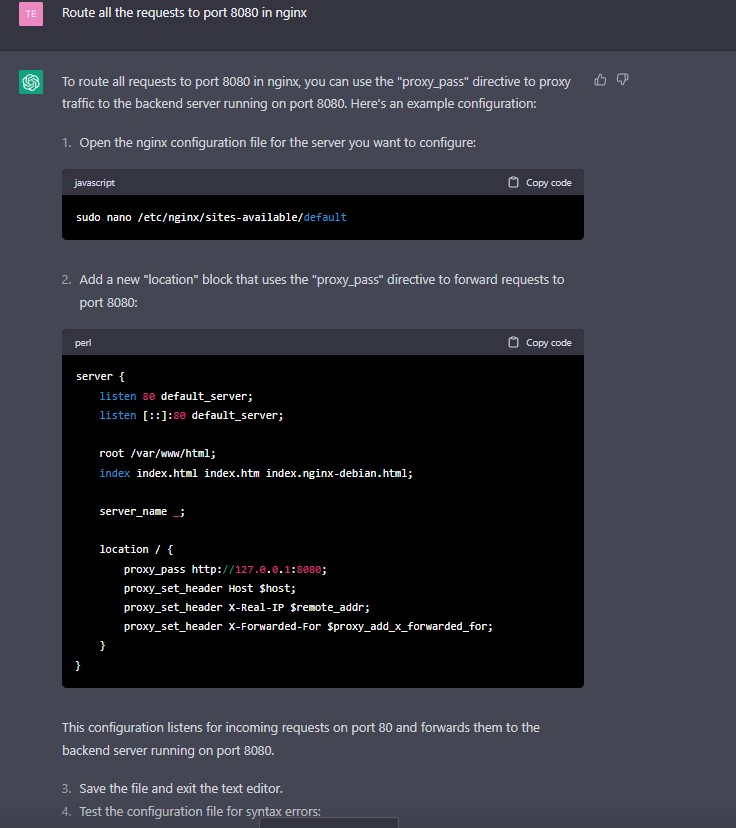 TE
Route all the requests to port 8080 in nginx
To route all requests to port 8080 in nginx, you can use the "proxy_pass" directive to proxy
traffic to the backend server running on port 8080. Here's an example configuration:
1. Open the nginx configuration file for the server you want to configure:
javascript
Copy code
sudo nano /etc/nginx/sites-available/default
2. Add a new "location" block that uses the "proxy_pass" directive to forward requests to
port 8080:
perl
Copy code
server {
    listen 80 default_server;
    listen [::]:80 default_server;
    root /var/www/html;
    index index.html index.htm index.nginx-debian.html;
    server_name _;
    location / {
        proxy_pass http://127.0.0.1:8080;
        proxy_set_header Host $host;
        proxy_set_header X-Real-IP $remote_addr;
        proxy_set_header X-Forwarded-For $proxy_add_x_forwarded_for;
    }
}
This configuration listens for incoming requests on port 80 and forwards them to the
backend server running on port 8080.
3. Save the file and exit the text editor.
4. Test the configuration file for syntax errors: